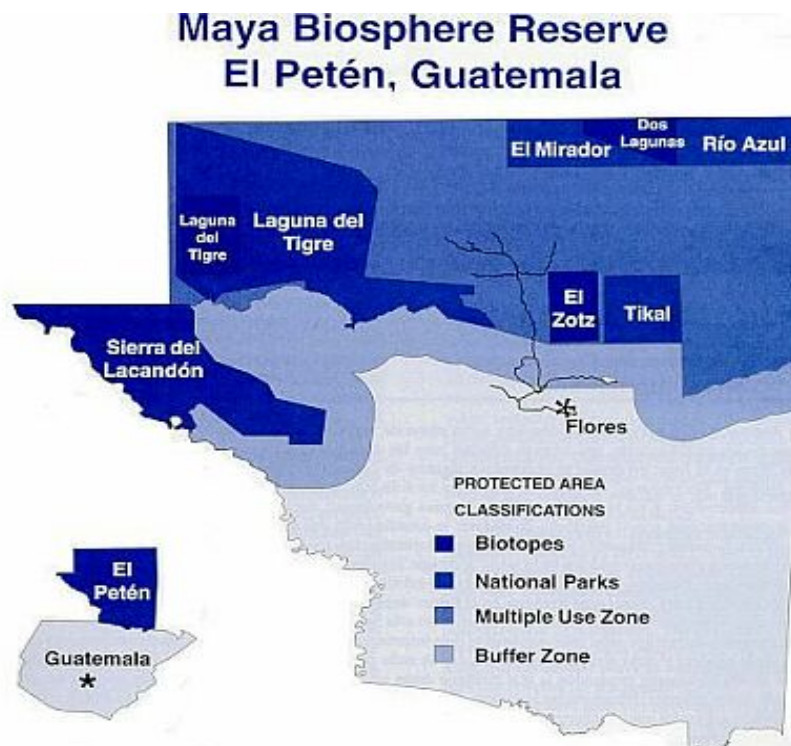 Maya Biosphere Reserve
El Petén, Guatemala
Dos
Lagunas
El Mirador
Río Azul
Laguna
del
Tigre
Laguna del
Tigre
El
Zotz
Tikal
Sierra del
Lacandón
Flores
PROTECTED AREA
CLASSIFICATIONS
Biotopes
National Parks
Multiple Use Zone
Buffer Zone
El
Petén
Guatemala